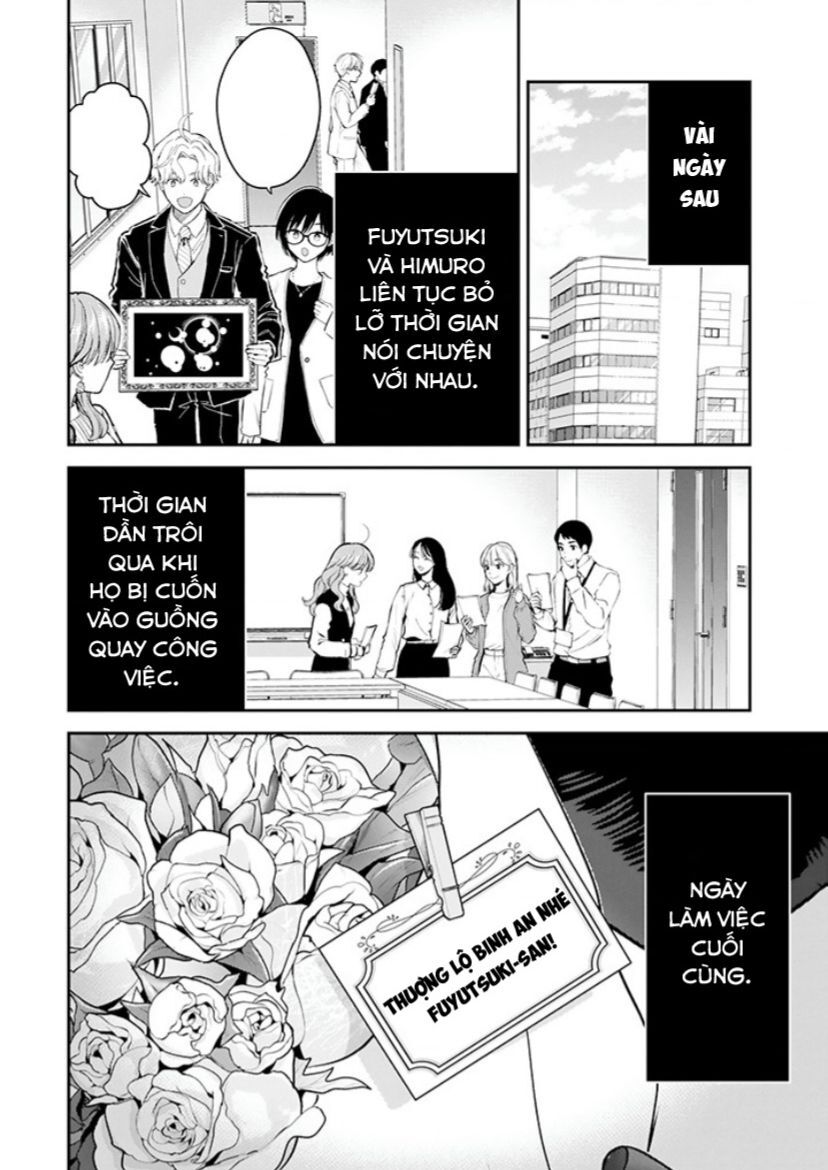 VÀI
NGÀY
SAU
FUYUTSUKI
VÀ HIMURO
LIÊN TỤC BỎ
LỠ THỜI GIAN
NÓI CHUYỆN
VỚI NHAU.
THỜI GIAN
DẦN TRÔI
QUA KHI
HỌ BỊ CUỐN
VÀO GUỒNG
QUAY CÔNG
VIỆC.
NGÀY
LÀM VIỆC
CUỐI
CÙNG.
THƯỢNG LỘ BINH AN NHÉ
FUYUTSUKI-SAN!